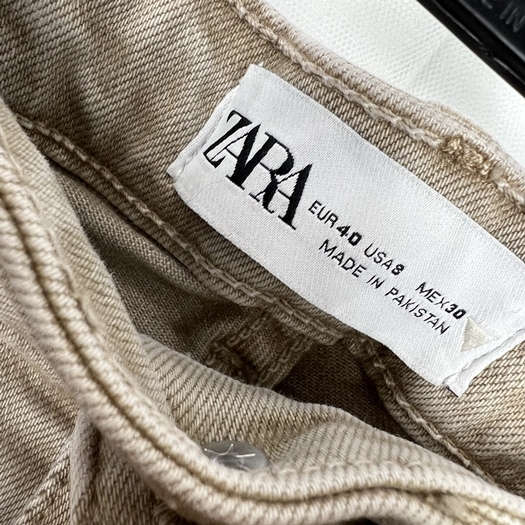 ZARA
EUR 40 USA 8 MEX 30
MADE IN PAKISTAN